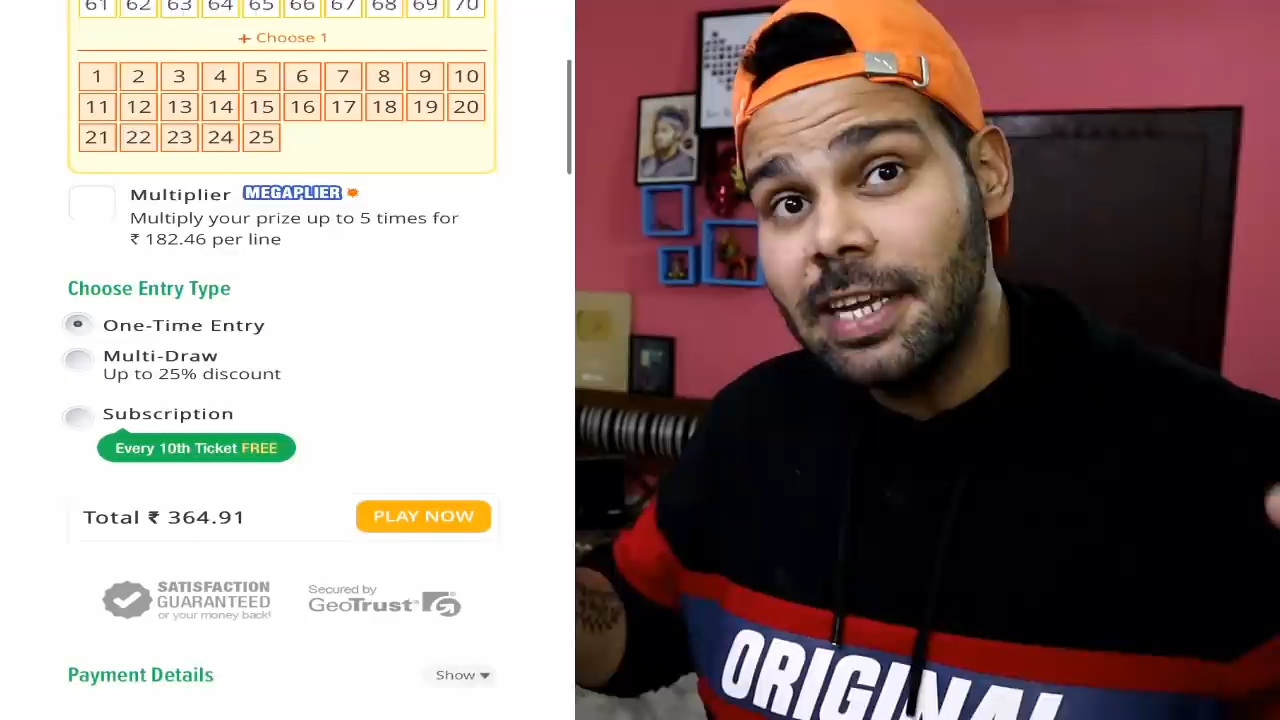 61 62 63 64 65 66 67 68 69 70
+ Choose 1
1 2 3 4 5 6 7 8 9 10
11 12 13 14 15 16 17 18 19 20
21 22 23 24 25
Multiplier MEGAPLIER
Multiply your prize up to 5 times for
₹ 182.46 per line
Choose Entry Type
One-Time Entry
Multi-Draw
Up to 25% discount
Subscription
Every 10th Ticket FREE
Total ₹ 364.91 PLAY NOW
SATISFACTION
GUARANTEED
or your money back!
Secured by
GeoTrust
Payment Details Show
ORIGINAL